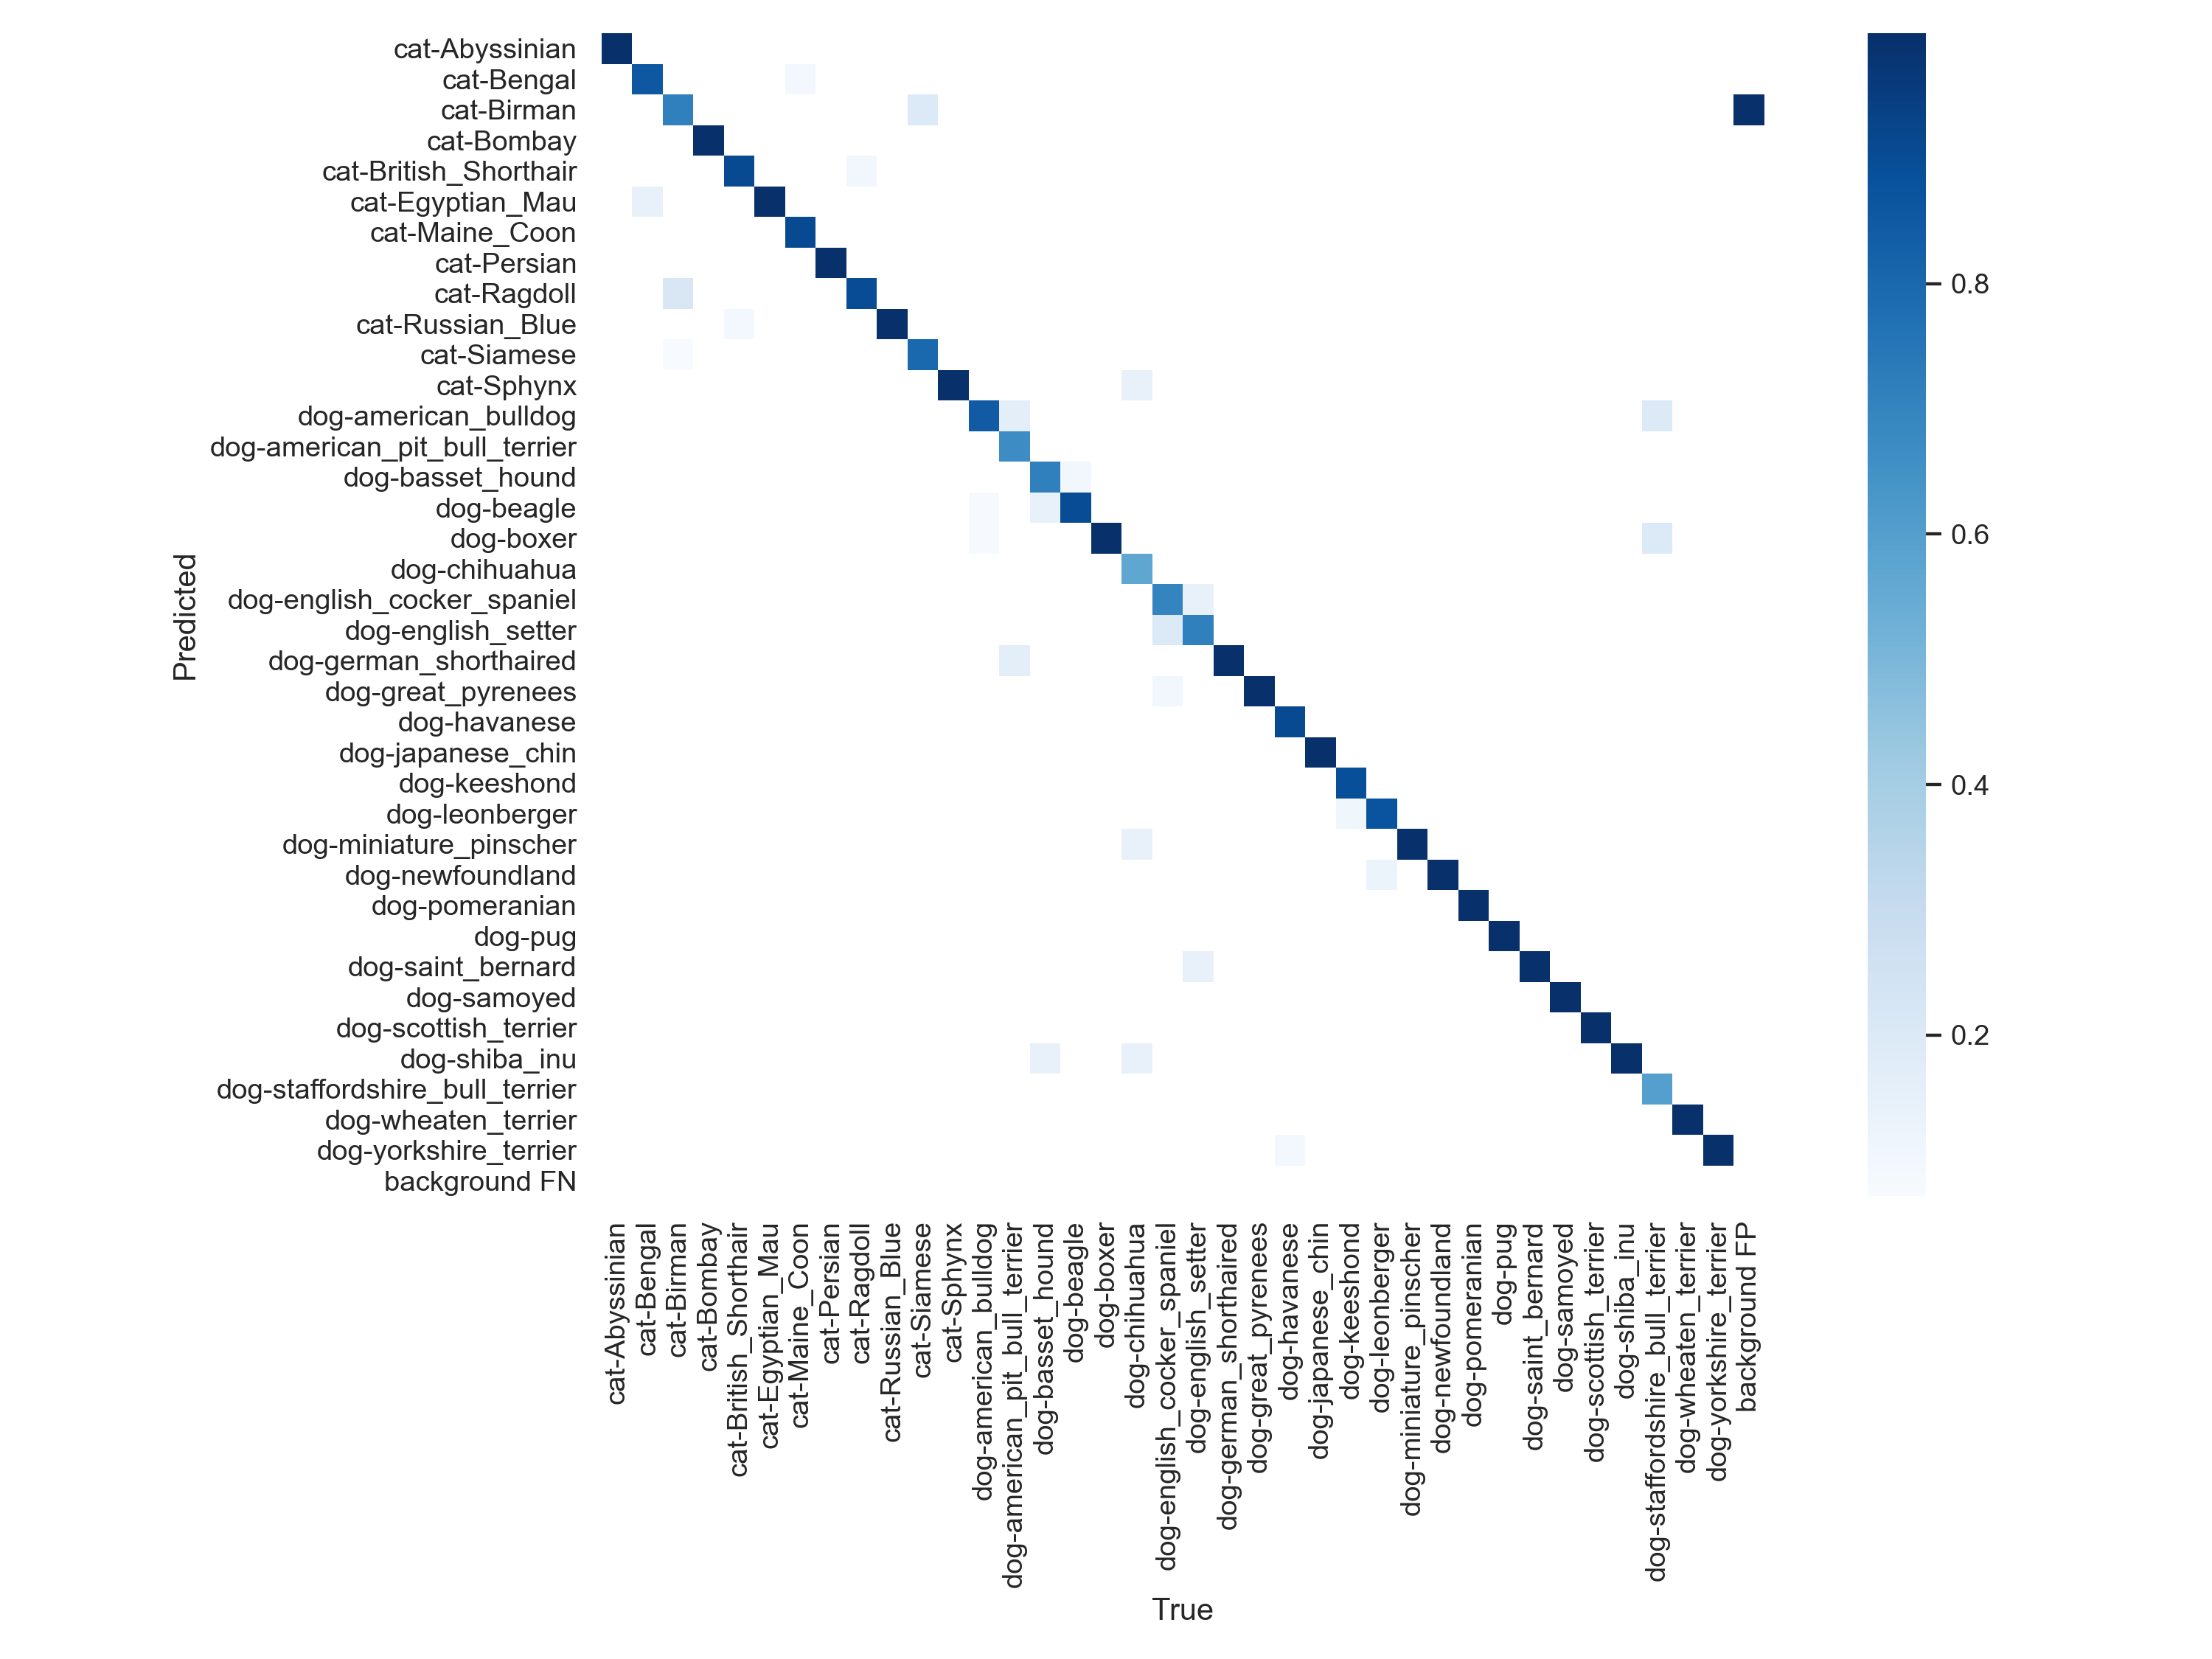 cat-Abyssinian
cat-Bengal
cat-Birman
cat-Bombay
cat-British_Shorthair
cat-Egyptian_Mau
cat-Maine_Coon
cat-Persian
cat-Ragdoll
cat-Russian_Blue
cat-Siamese
cat-Sphynx
dog-american_bulldog
dog-american_pit_bull_terrier
dog-basset_hound
dog-beagle
dog-boxer
dog-chihuahua
dog-english_cocker_spaniel
dog-english_setter
dog-german_shorthaired
dog-great_pyrenees
dog-havanese
dog-japanese_chin
dog-keeshond
dog-leonberger
dog-miniature_pinscher
dog-newfoundland
dog-pomeranian
dog-pug
dog-saint_bernard
dog-samoyed
dog-scottish_terrier
dog-shiba_inu
dog-staffordshire_bull_terrier
dog-wheaten_terrier
dog-yorkshire_terrier
background FN
Predicted
0.8
0.6
0.4
0.2
cat-Abyssinian
cat-Bengal
cat-Birman
cat-Bombay
cat-British_Shorthair
cat-Egyptian_Mau
cat-Maine_Coon
cat-Persian
cat-Ragdoll
cat-Russian_Blue
cat-Siamese
cat-Sphynx
dog-american_bulldog
dog-american_pit_bull_terrier
dog-basset_hound
dog-beagle
dog-boxer
dog-chihuahua
dog-english_cocker_spaniel
dog-english_setter
dog-german_shorthaired
dog-great_pyrenees
dog-havanese
dog-japanese_chin
dog-keeshond
dog-leonberger
dog-miniature_pinscher
dog-newfoundland
dog-pomeranian
dog-pug
dog-saint_bernard
dog-samoyed
dog-scottish_terrier
dog-shiba_inu
dog-staffordshire_bull_terrier
dog-wheaten_terrier
dog-yorkshire_terrier
background FP
True